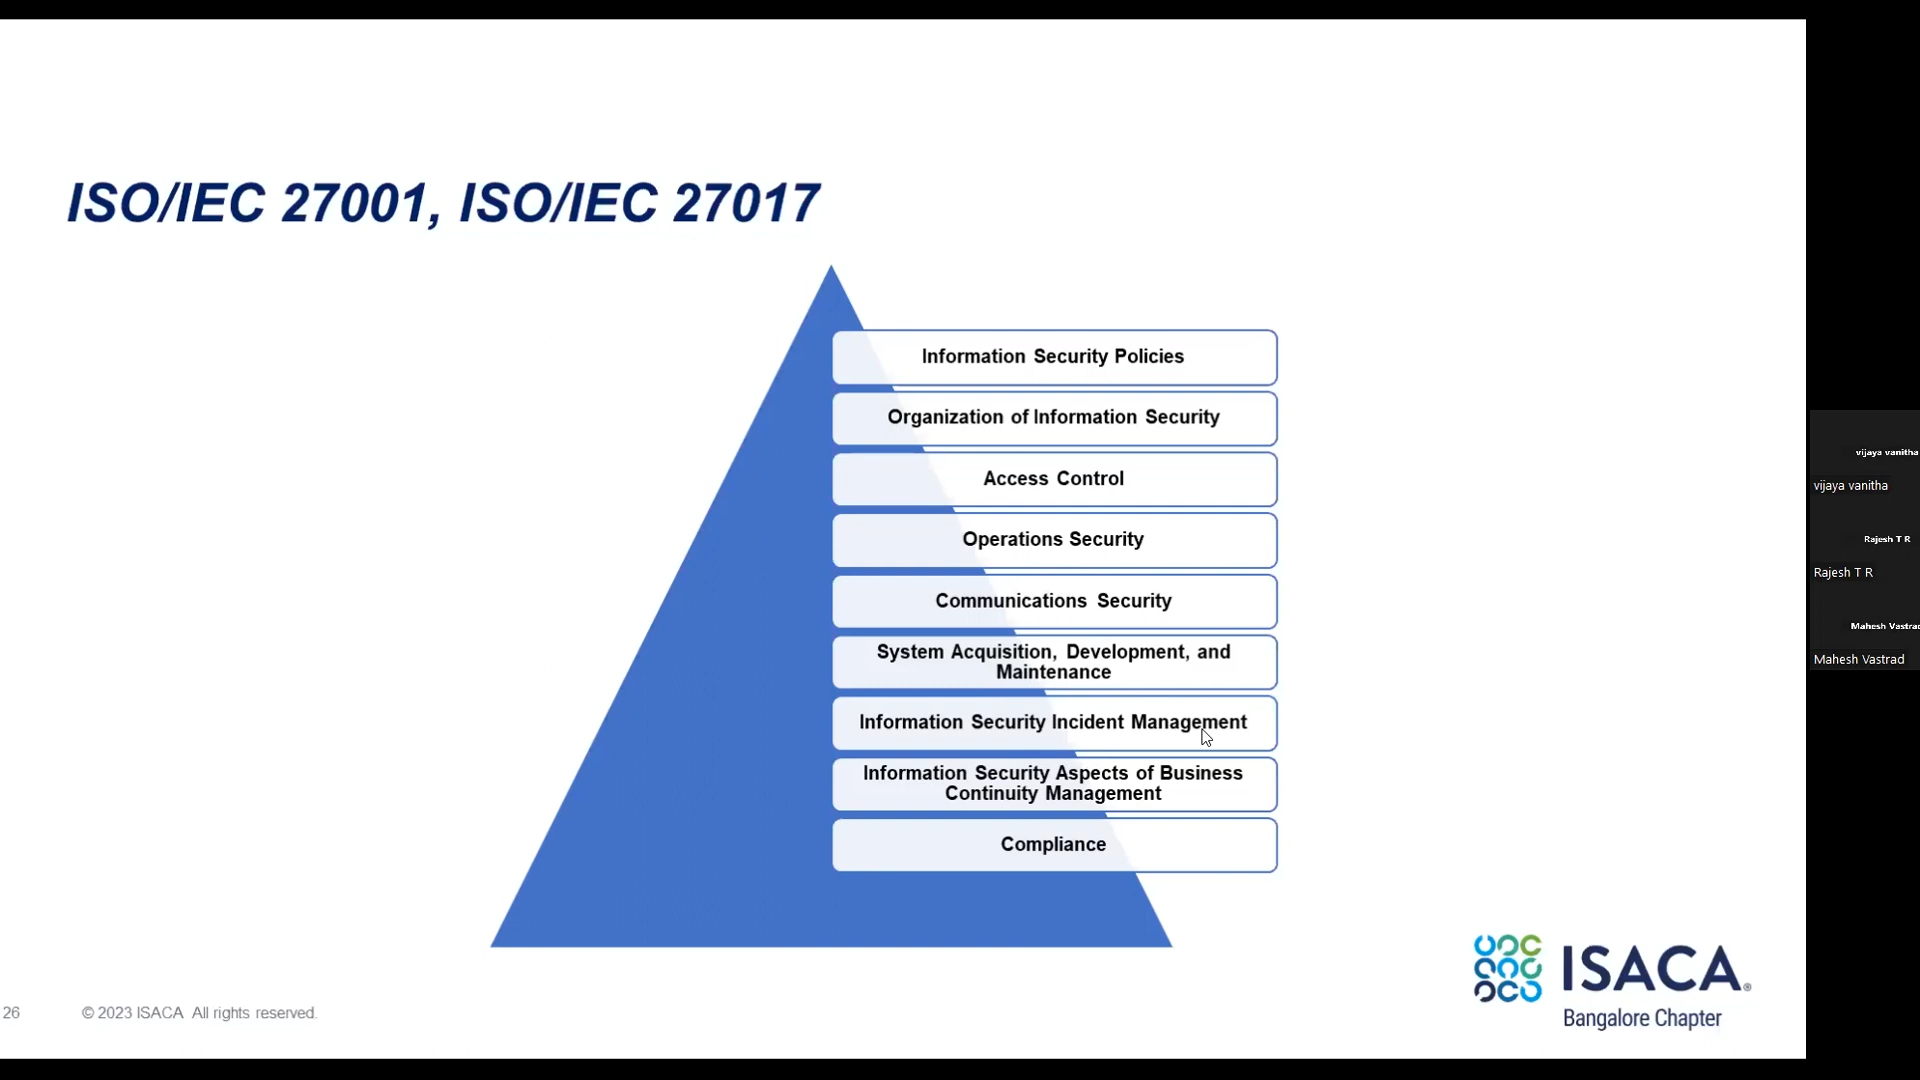 ISO/IEC 27001, ISO/IEC 27017
Information Security Policies
Organization of Information Security
Access Control
Operations Security
Communications Security
System Acquisition, Development, and
Maintenance
Information Security Incident Management
Information Security Aspects of Business
Continuity Management
Compliance
26
© 2023 ISACA All rights reserved.
ISACA®
Bangalore Chapter
vijaya vanitha
vijaya vanitha
Rajesh T R
Rajesh T R
Mahesh Vastrad
Mahesh Vastrad